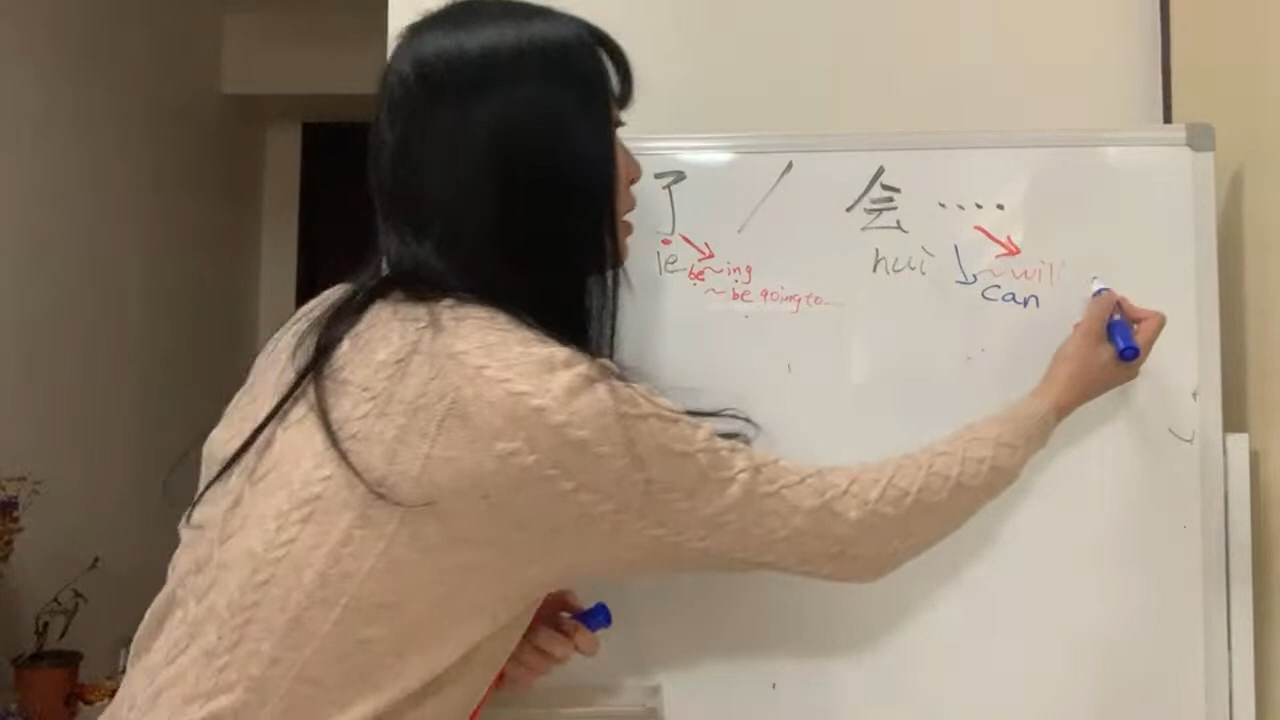 了 / 会 ....
le huì
be~ing ~will
~be going to... can